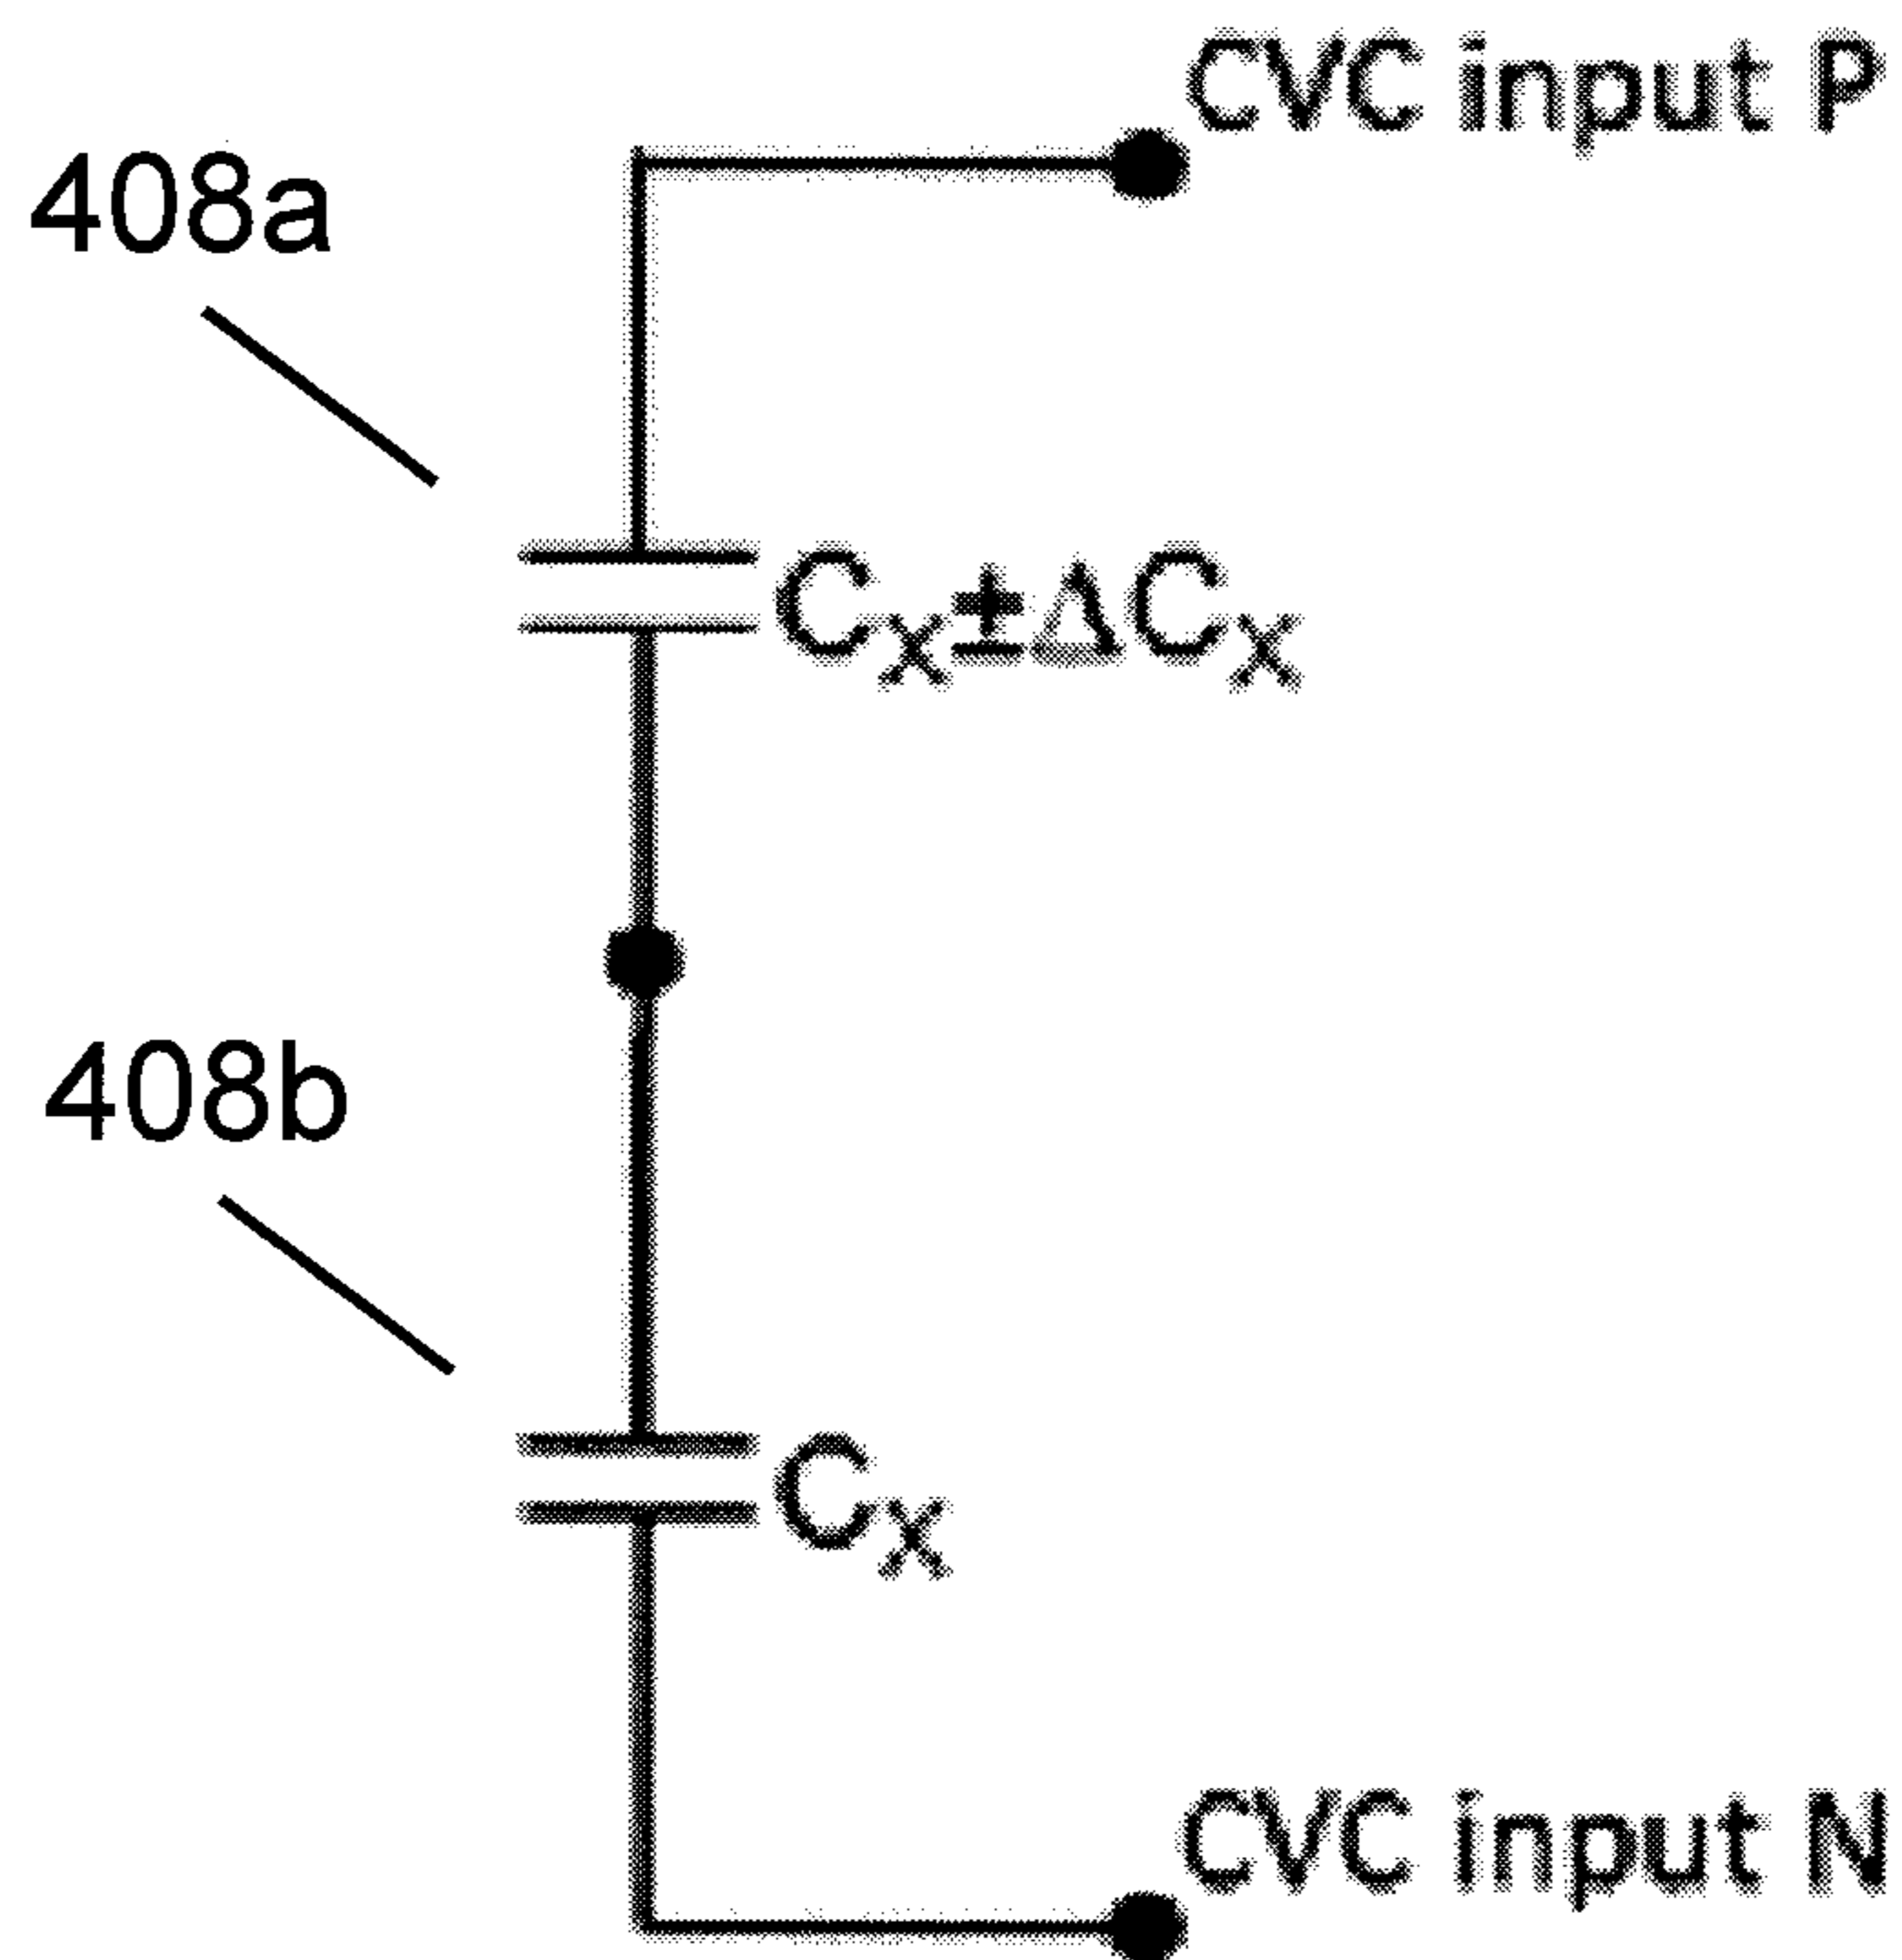 CVC input P
408a
Cx±ΔCx
408b
Cx
CVC input N